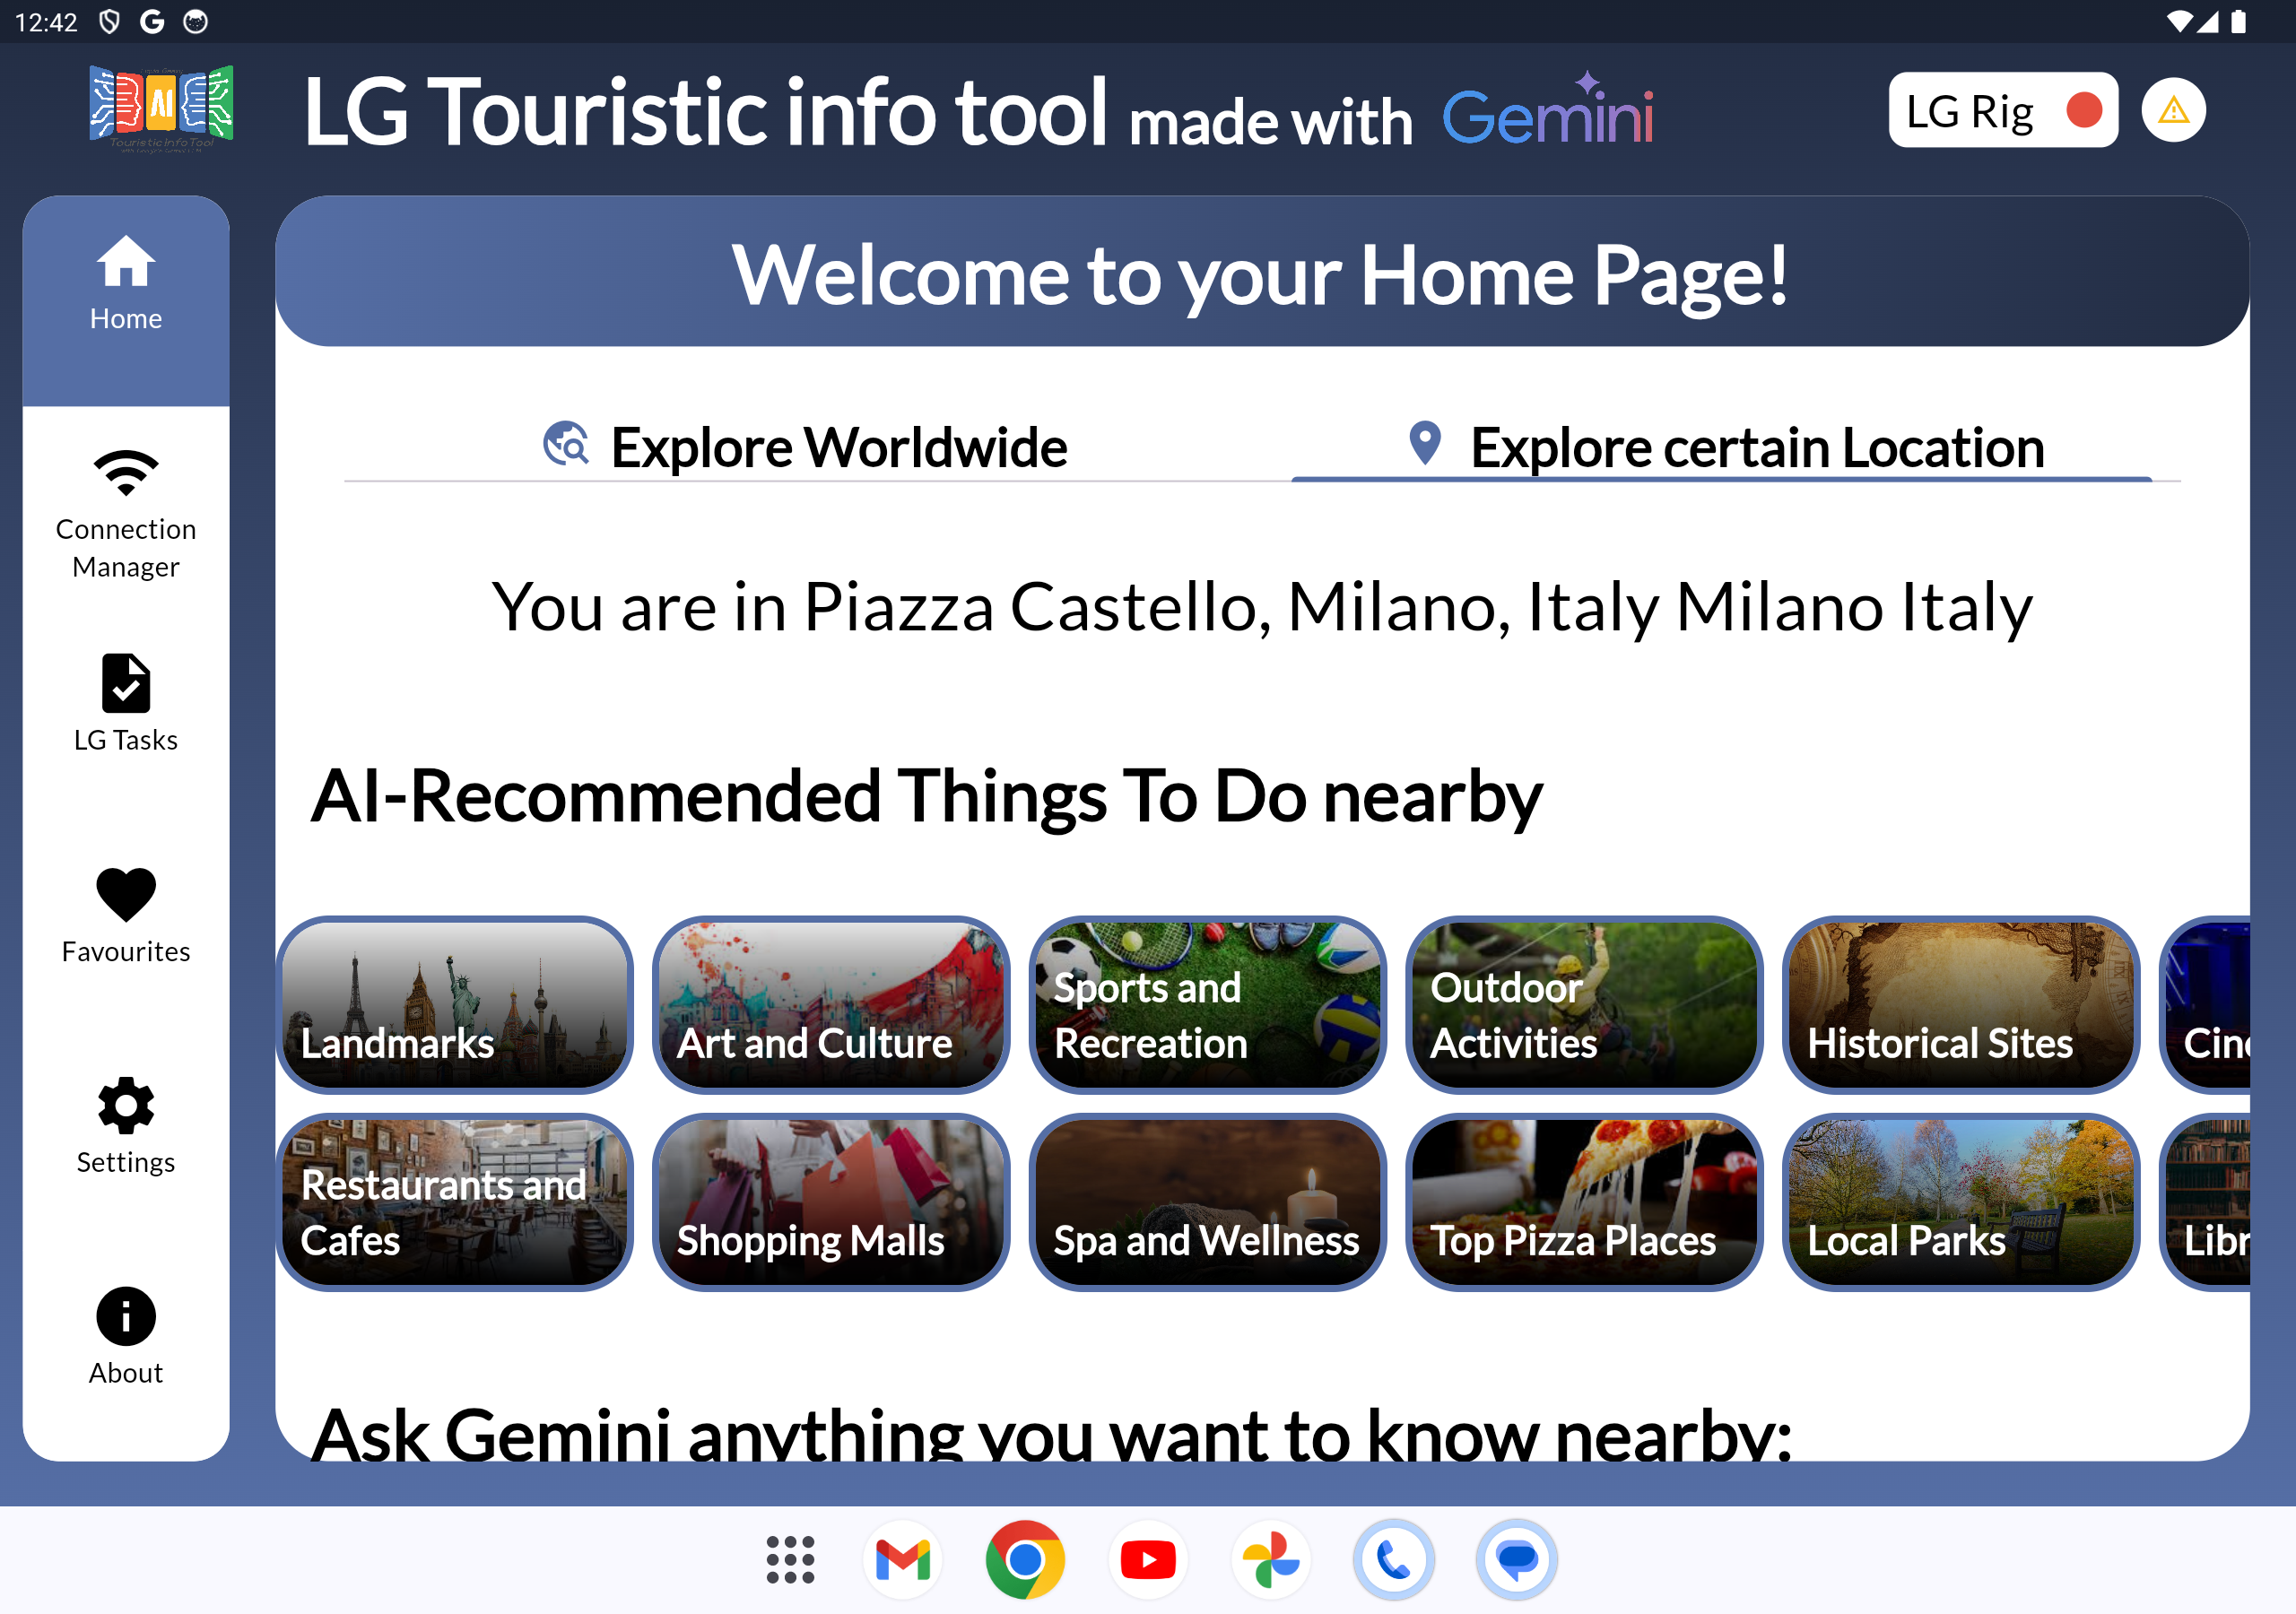 12:42
AI
Touristic Info Tool
LG Touristic info tool made with Gemini
LG Rig
Home
Connection
Manager
LG Tasks
Favourites
Settings
About
Welcome to your Home Page!
Explore Worldwide
Explore certain Location
You are in Piazza Castello, Milano, Italy Milano Italy
AI-Recommended Things To Do nearby
Landmarks
Art and Culture
Sports and
Recreation
Outdoor
Activities
Historical Sites
Cin
Restaurants and
Cafes
Shopping Malls
Spa and Wellness
Top Pizza Places
Local Parks
Libr
Ask Gemini anything you want to know nearby: